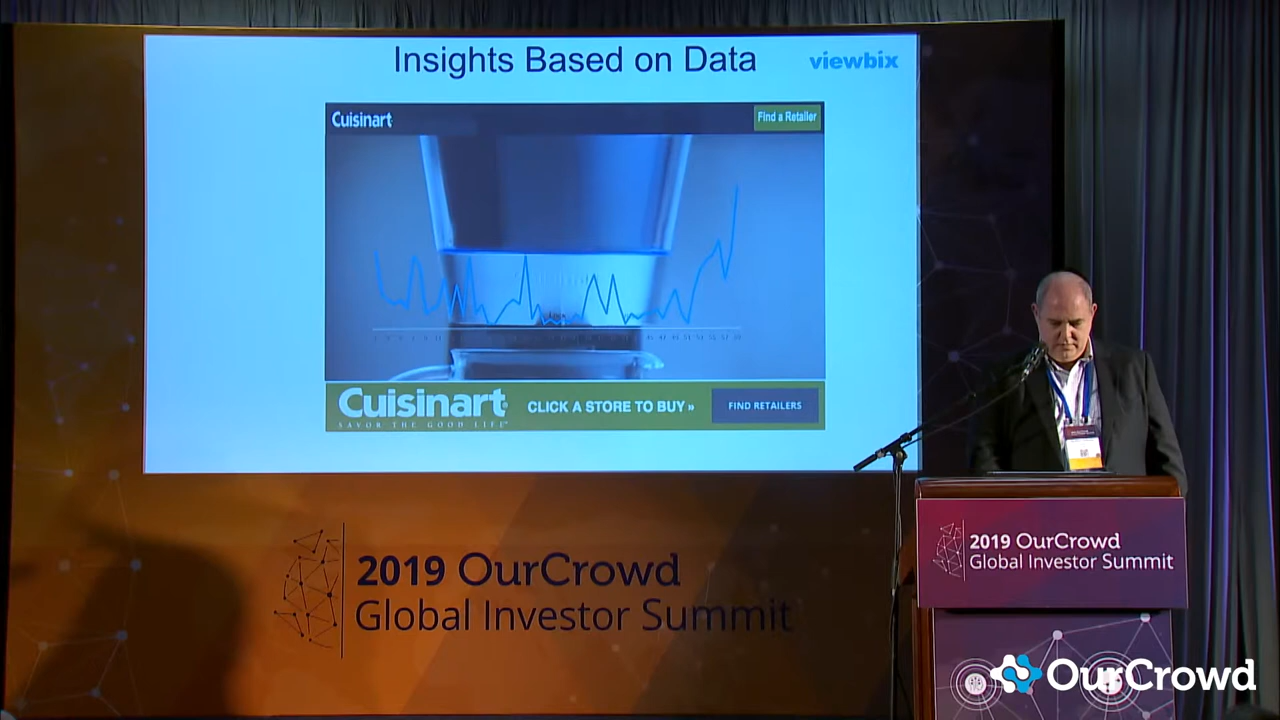 Insights Based on Data
viewbix
Cuisinart
Find a Retailer
Cuisinart
SAVOR THE GOOD LIFE
CLICK A STORE TO BUY »
FIND RETAILERS
2019 OurCrowd
Global Investor Summit
2019 OurCrowd
Global Investor Summit
OurCrowd